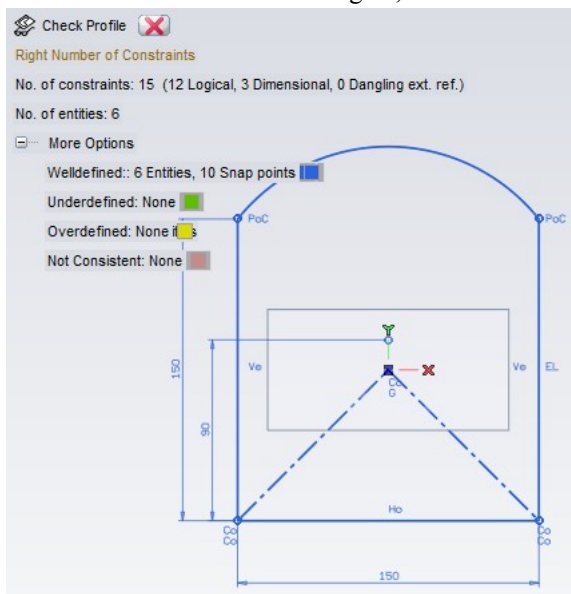 Check Profile
Right Number of Constraints
No. of constraints: 15 (12 Logical, 3 Dimensional, 0 Dangling ext. ref.)
No. of entities: 6
More Options
Welldefined:: 6 Entities, 10 Snap points
Underdefined: None
Overdefined: None
Not Consistent: None
PoC
PoC
Y
X
150
Ve
Co
G
Ve
EL
90
Ho
Co
Co
Co
Co
150